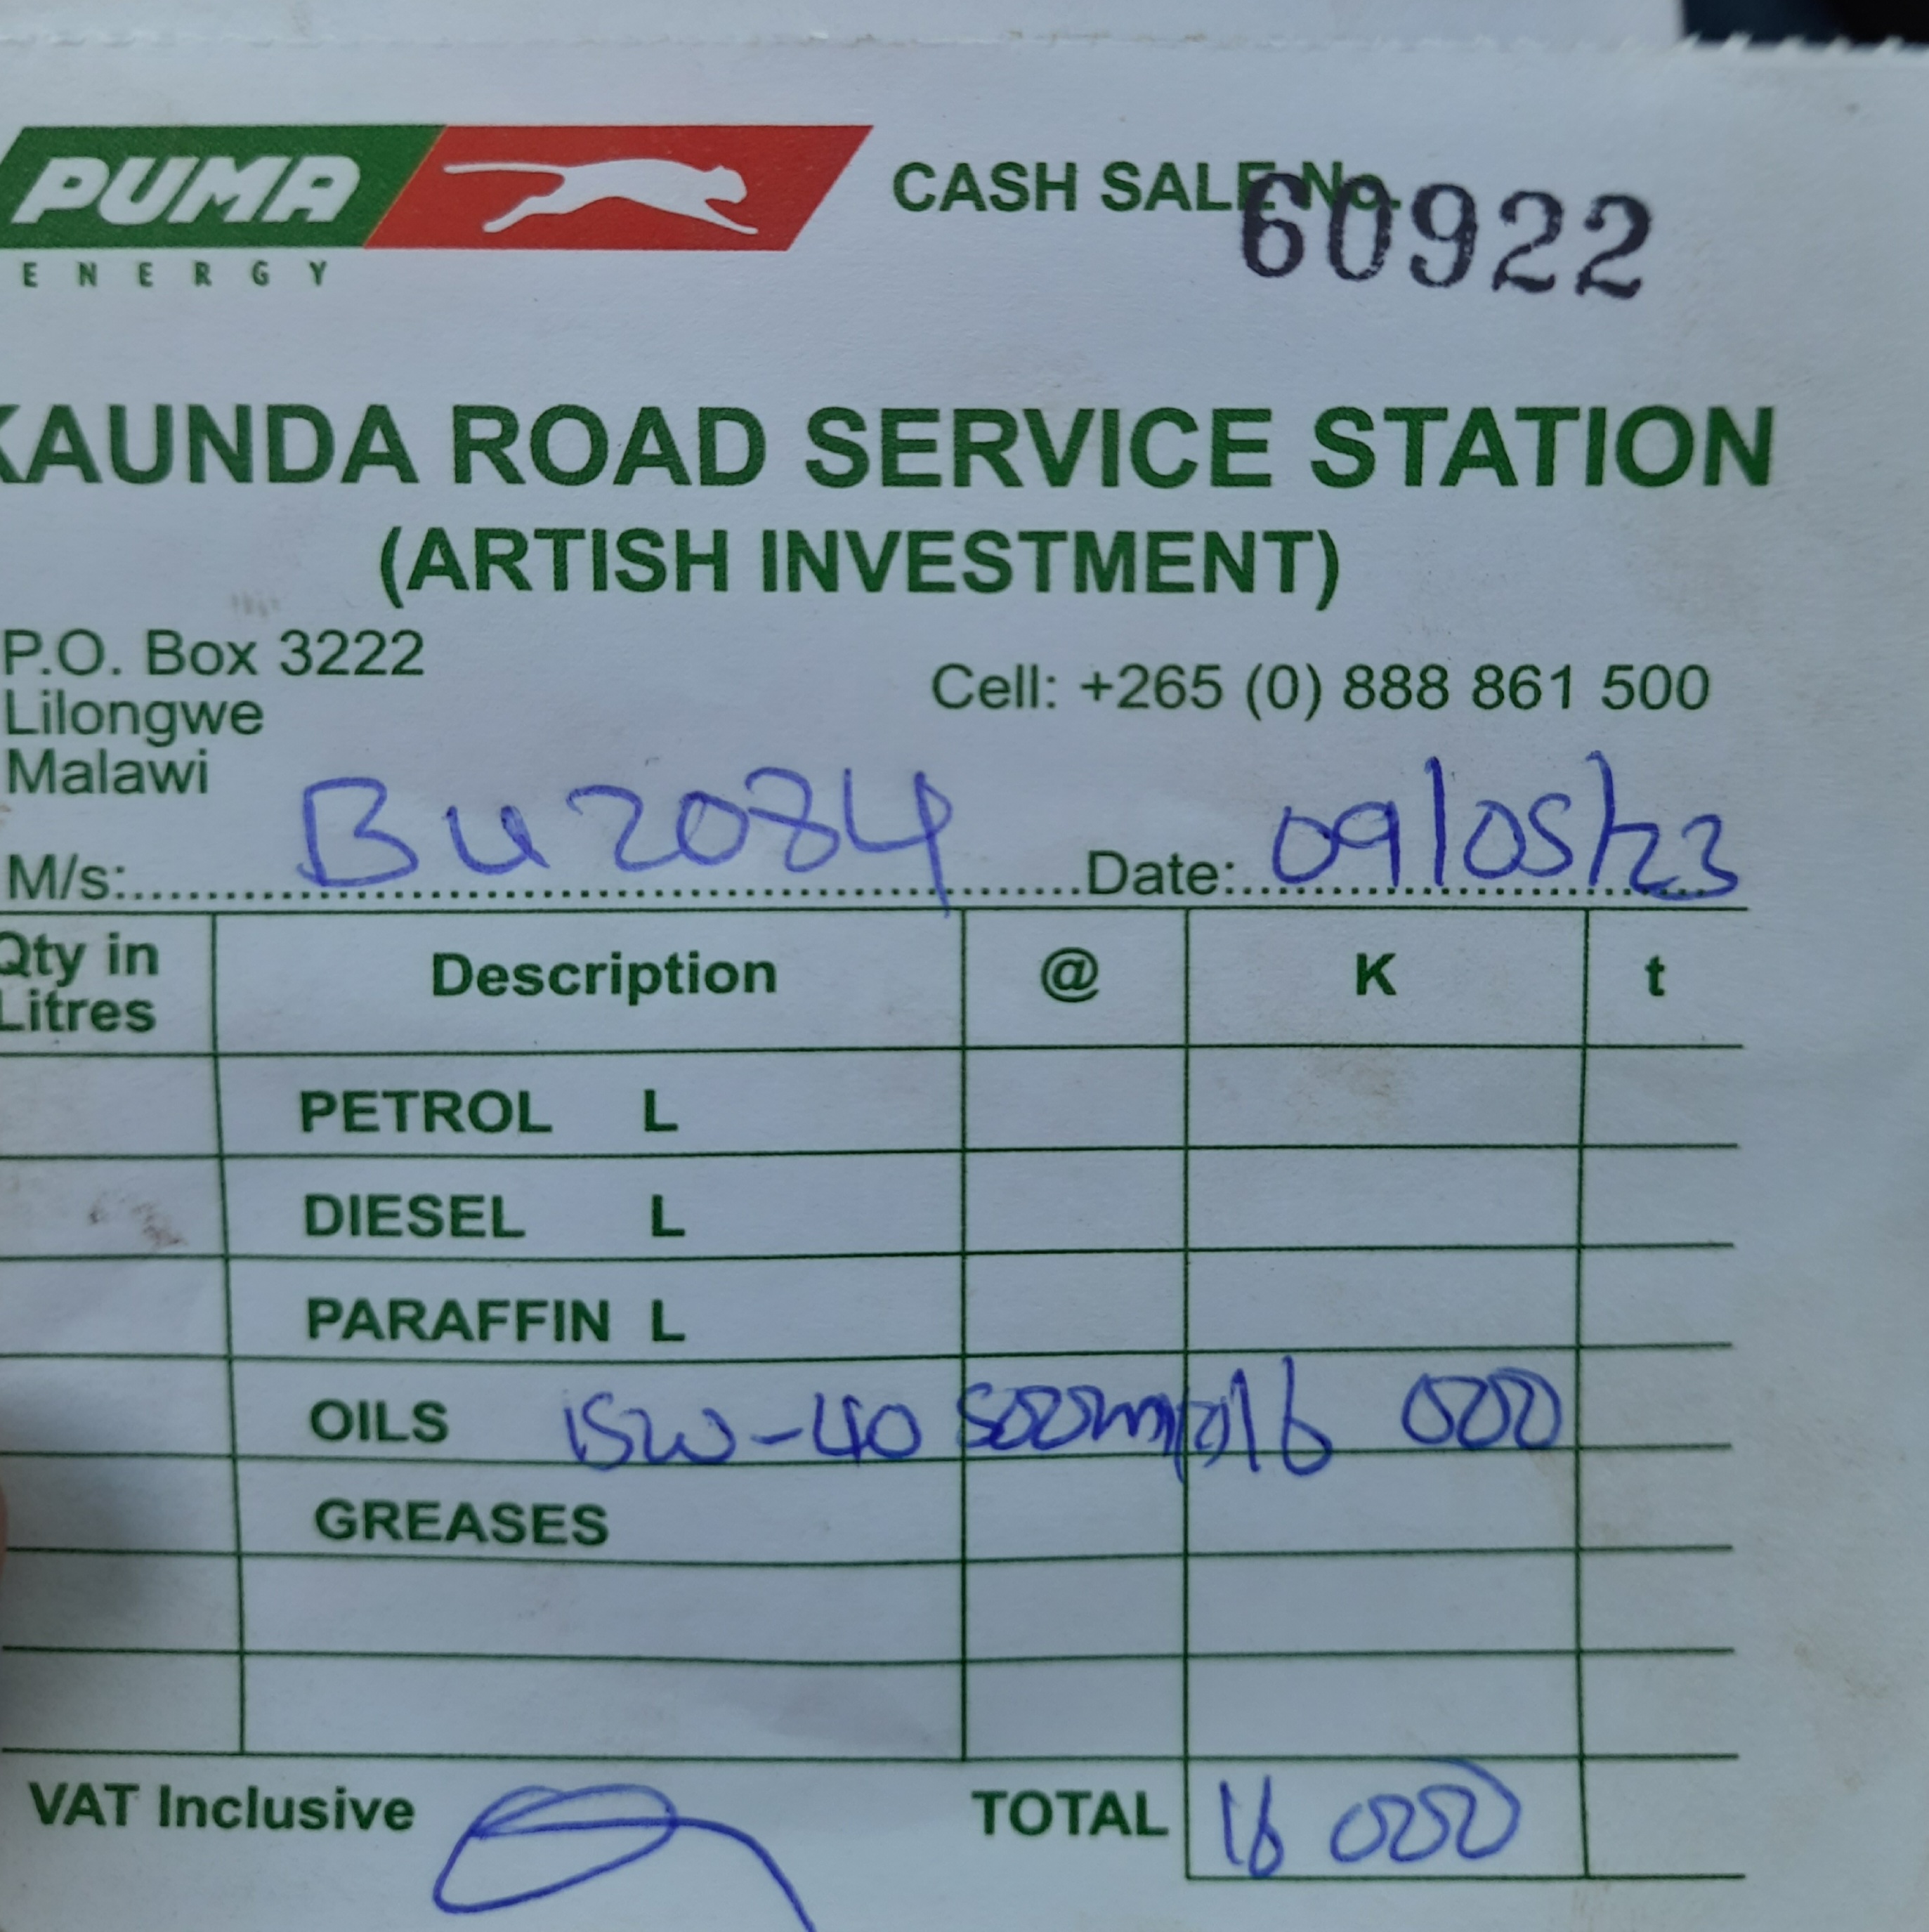 PUMA
ENERGY
CASH SALE No. 60922
KAUNDA ROAD SERVICE STATION
(ARTISH INVESTMENT)
P.O. Box 3222
Lilongwe
Malawi
Cell: +265 (0) 888 861 500
M/s: BU 2084 Date: 09/05/23
Qty in Litres Description @ K t
PETROL L
DIESEL L
PARAFFIN L
OILS 15W-40 500ml 16 000
GREASES
VAT Inclusive TOTAL 16 000